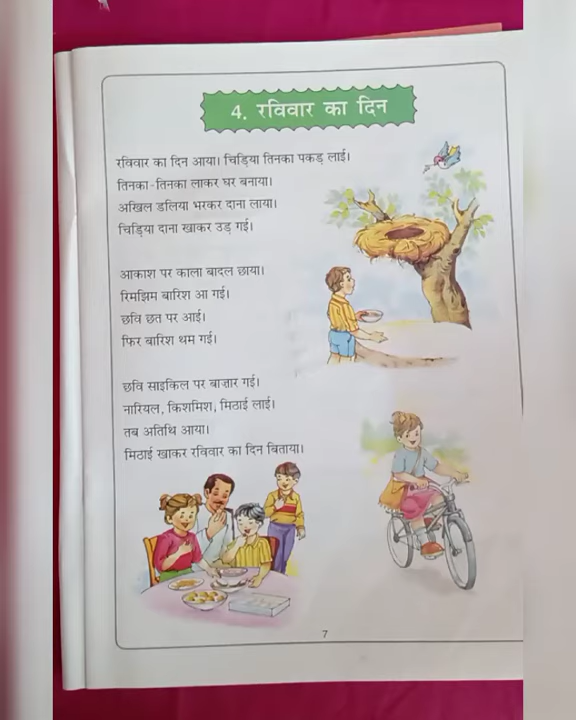 4. रविवार का दिन
रविवार का दिन आया। चिड़िया तिनका पकड़ लाई।
तिनका-तिनका लाकर घर बनाया।
अखिल डलिया भरकर दाना लाया।
चिड़िया दाना खाकर उड़ गई।
आकाश पर काला बादल छाया।
रिमझिम बारिश आ गई।
छवि छत पर आई।
फिर बारिश थम गई।
छवि साइकिल पर बाज़ार गई।
नारियल, किशमिश, मिठाई लाई।
तब अतिथि आया।
मिठाई खाकर रविवार का दिन बिताया।
7